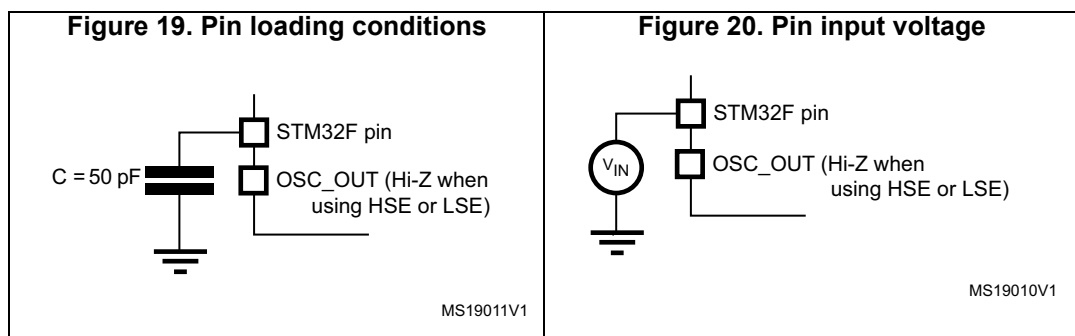 Figure 19. Pin loading conditions
STM32F pin
C = 50 pF
OSC_OUT (Hi-Z when
using HSE or LSE)
MS19011V1
Figure 20. Pin input voltage
STM32F pin
VIN
OSC_OUT (Hi-Z when
using HSE or LSE)
MS19010V1